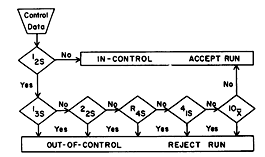 Control
Data
1 2S
No
IN-CONTROL ACCEPT RUN
Yes
No
1 3S
No
2 2S
No
R 4S
No
4 1S
No
10 x̄
Yes
Yes
Yes
Yes
Yes
OUT-OF-CONTROL REJECT RUN